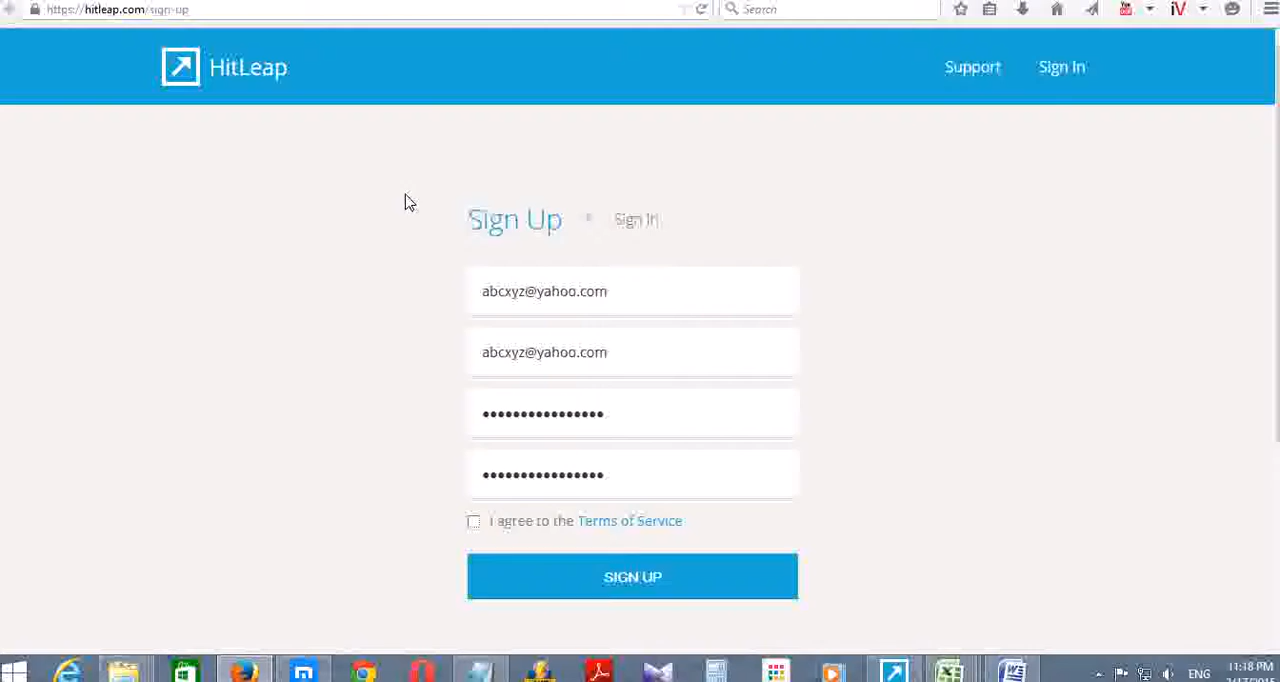 https://hitleap.com/sign-up
Search
HitLeap
Support
Sign In
Sign Up
Sign In
abcxyz@yahoo.com
abcxyz@yahoo.com
••••••••••••••••
••••••••••••••••
I agree to the Terms of Service
SIGN UP
ENG
11:18 PM